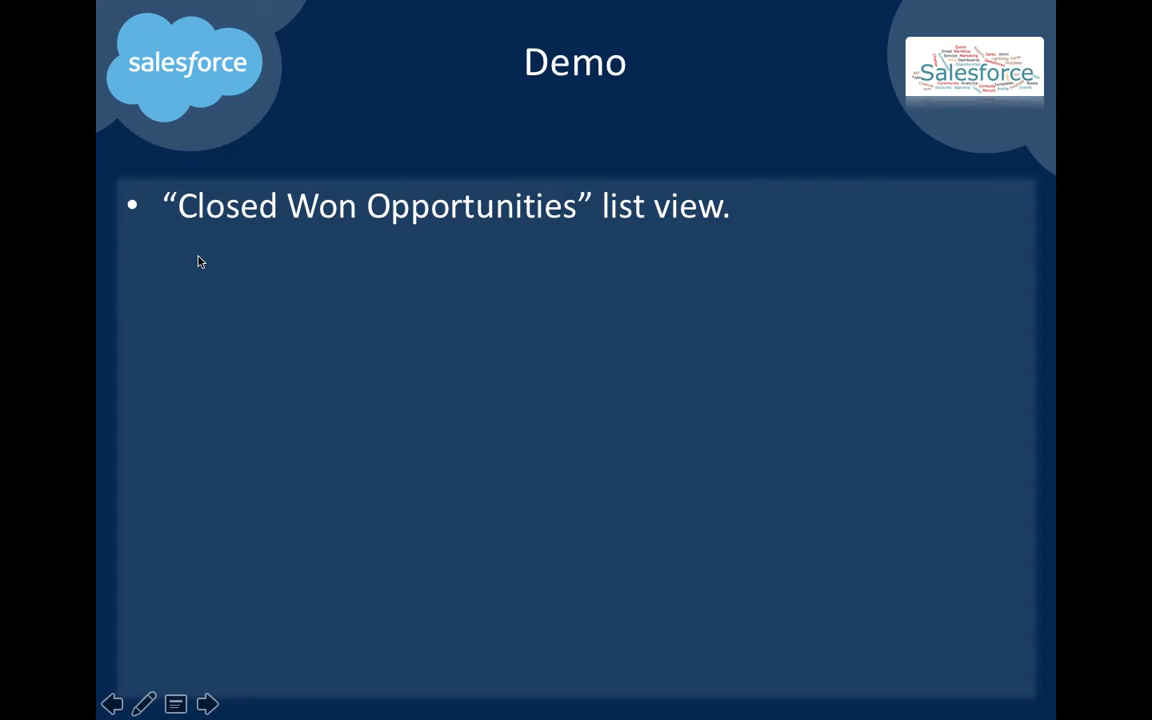 salesforce
Demo
Salesforce
• “Closed Won Opportunities” list view.